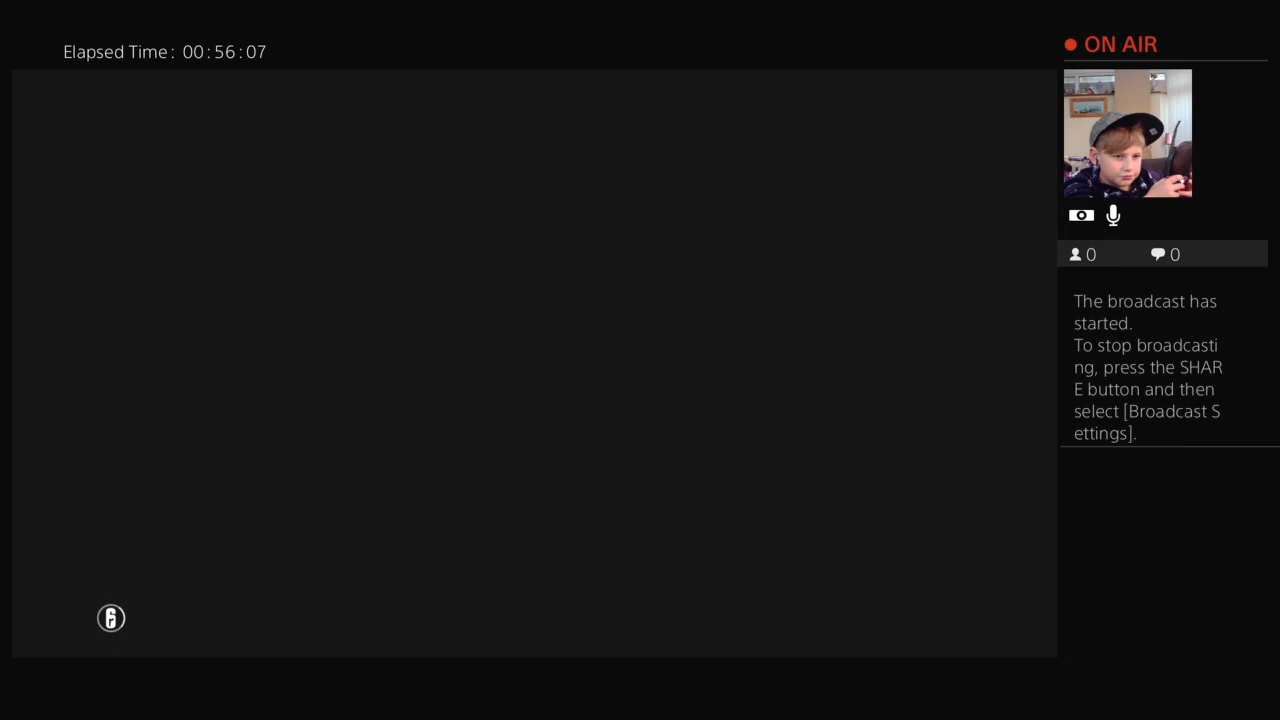 Elapsed Time: 00:56:07
ON AIR
0 0
The broadcast has
started.
To stop broadcasti
ng, press the SHAR
E button and then
select [Broadcast S
ettings].
6